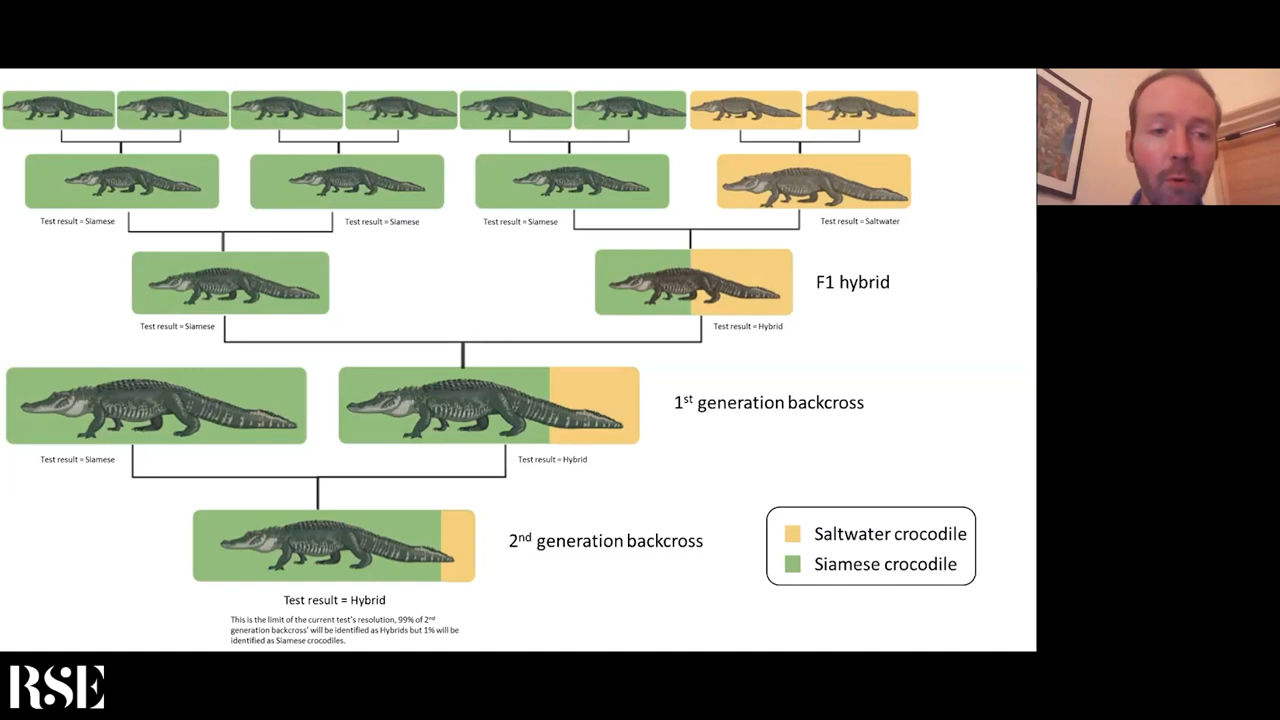 Test result = Siamese
Test result = Siamese
Test result = Siamese
Test result = Saltwater
F1 hybrid
Test result = Siamese
Test result = Hybrid
1st generation backcross
Test result = Siamese
Test result = Hybrid
2nd generation backcross
Saltwater crocodile
Siamese crocodile
Test result = Hybrid
This is the limit of the current test's resolution, 99% of 2nd
generation backcross' will be identified as Hybrids but 1% will be
identified as Siamese crocodiles.
RSE